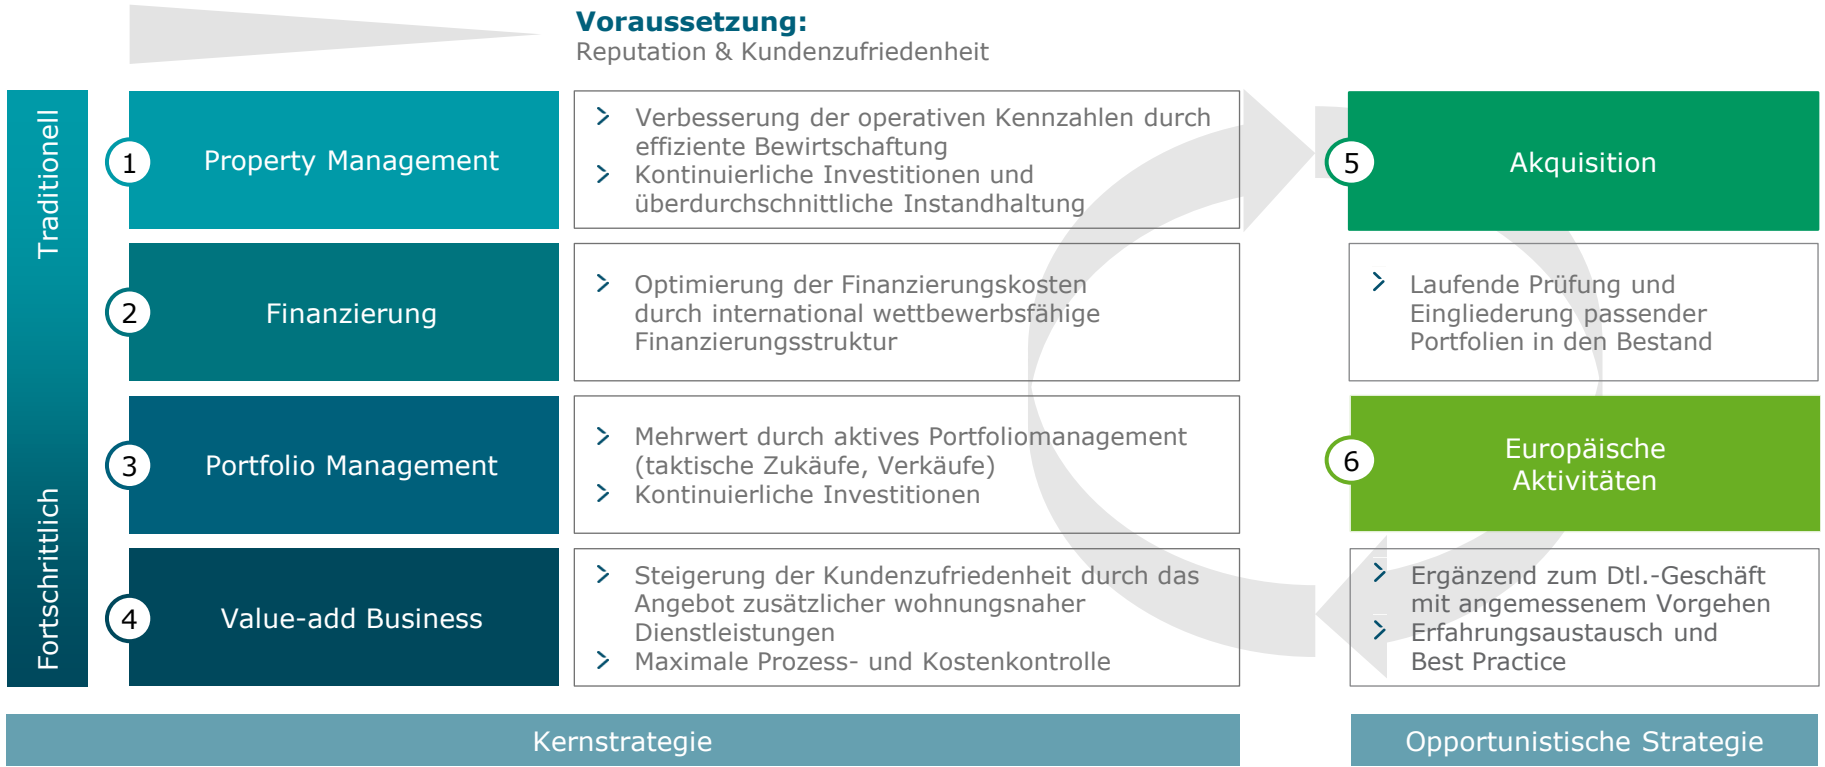 Voraussetzung:
Reputation & Kundenzufriedenheit
Traditionell
Fortschrittlich
1
Property Management
Verbesserung der operativen Kennzahlen durch
effiziente Bewirtschaftung
Kontinuierliche Investitionen und
überdurchschnittliche Instandhaltung
2
Finanzierung
Optimierung der Finanzierungskosten
durch international wettbewerbsfähige
Finanzierungsstruktur
3
Portfolio Management
Mehrwert durch aktives Portfoliomanagement
(taktische Zukäufe, Verkäufe)
Kontinuierliche Investitionen
4
Value-add Business
Steigerung der Kundenzufriedenheit durch das
Angebot zusätzlicher wohnungsnaher
Dienstleistungen
Maximale Prozess- und Kostenkontrolle
Kernstrategie
5
Akquisition
Laufende Prüfung und
Eingliederung passender
Portfolien in den Bestand
6
Europäische
Aktivitäten
Ergänzend zum Dtl.-Geschäft
mit angemessenem Vorgehen
Erfahrungsaustausch und
Best Practice
Opportunistische Strategie